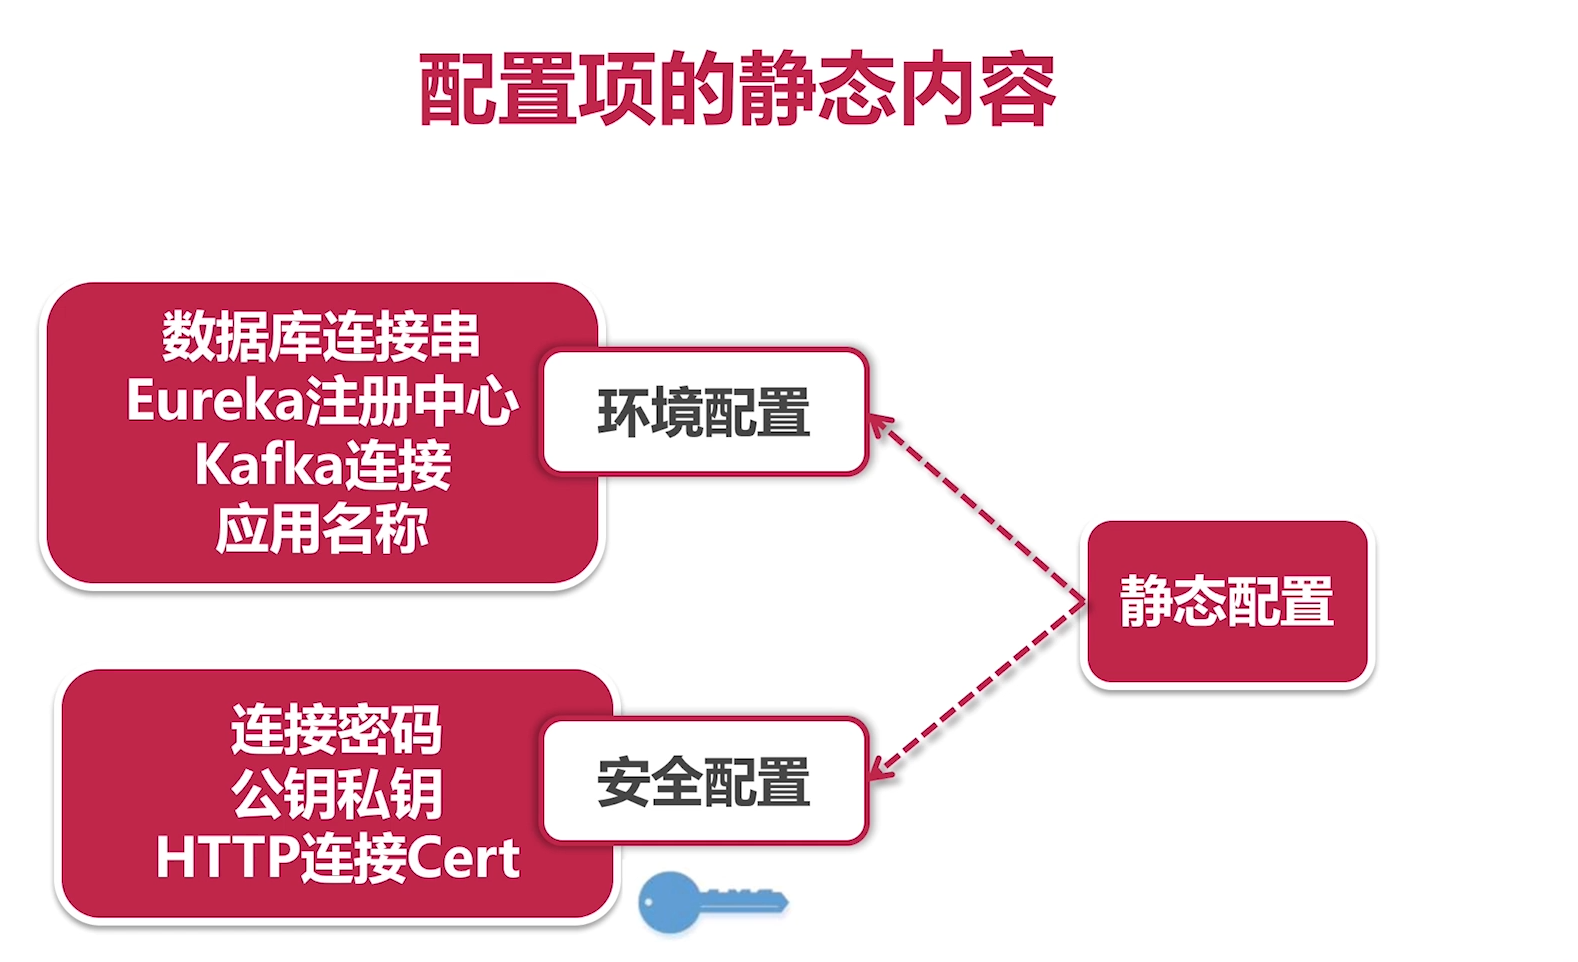 配置项的静态内容
数据库连接串
Eureka注册中心
Kafka连接
应用名称
环境配置
静态配置
连接密码
公钥私钥
HTTP连接Cert
安全配置